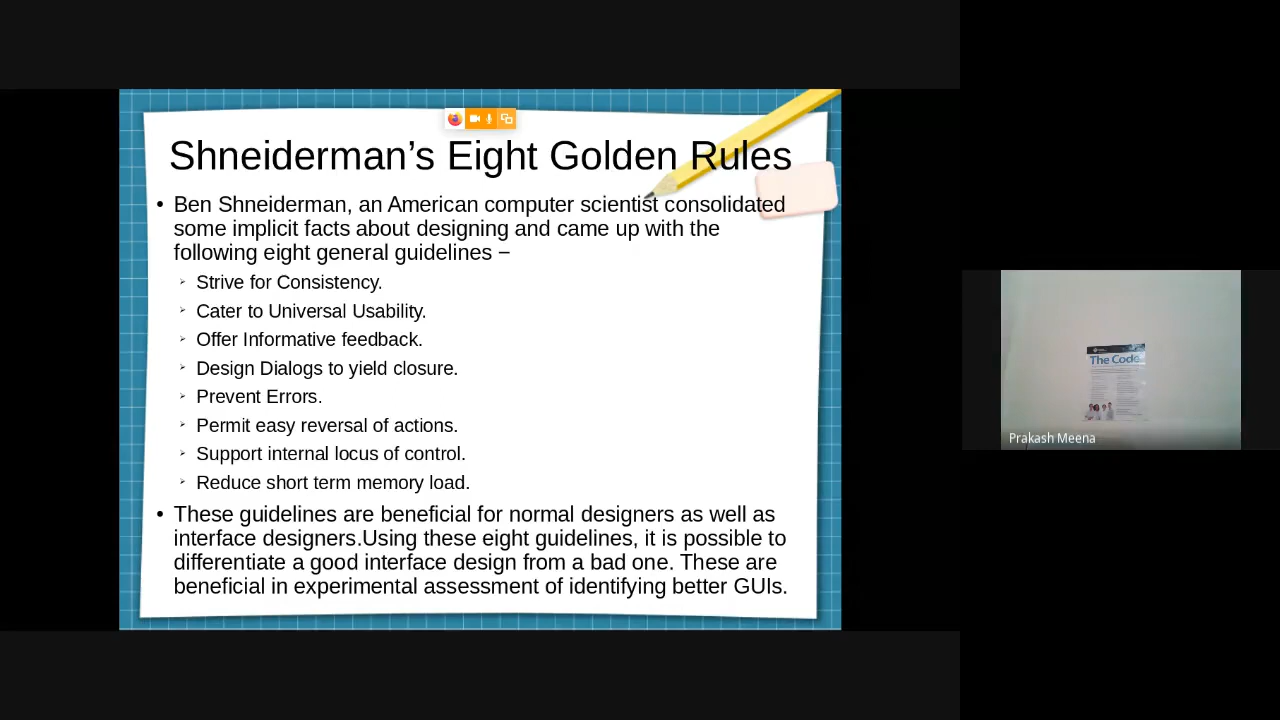 Shneiderman’s Eight Golden Rules
• Ben Shneiderman, an American computer scientist consolidated
some implicit facts about designing and came up with the
following eight general guidelines −
➢ Strive for Consistency.
➢ Cater to Universal Usability.
➢ Offer Informative feedback.
➢ Design Dialogs to yield closure.
➢ Prevent Errors.
➢ Permit easy reversal of actions.
➢ Support internal locus of control.
➢ Reduce short term memory load.
• These guidelines are beneficial for normal designers as well as
interface designers.Using these eight guidelines, it is possible to
differentiate a good interface design from a bad one. These are
beneficial in experimental assessment of identifying better GUIs.
The Code
Prakash Meena